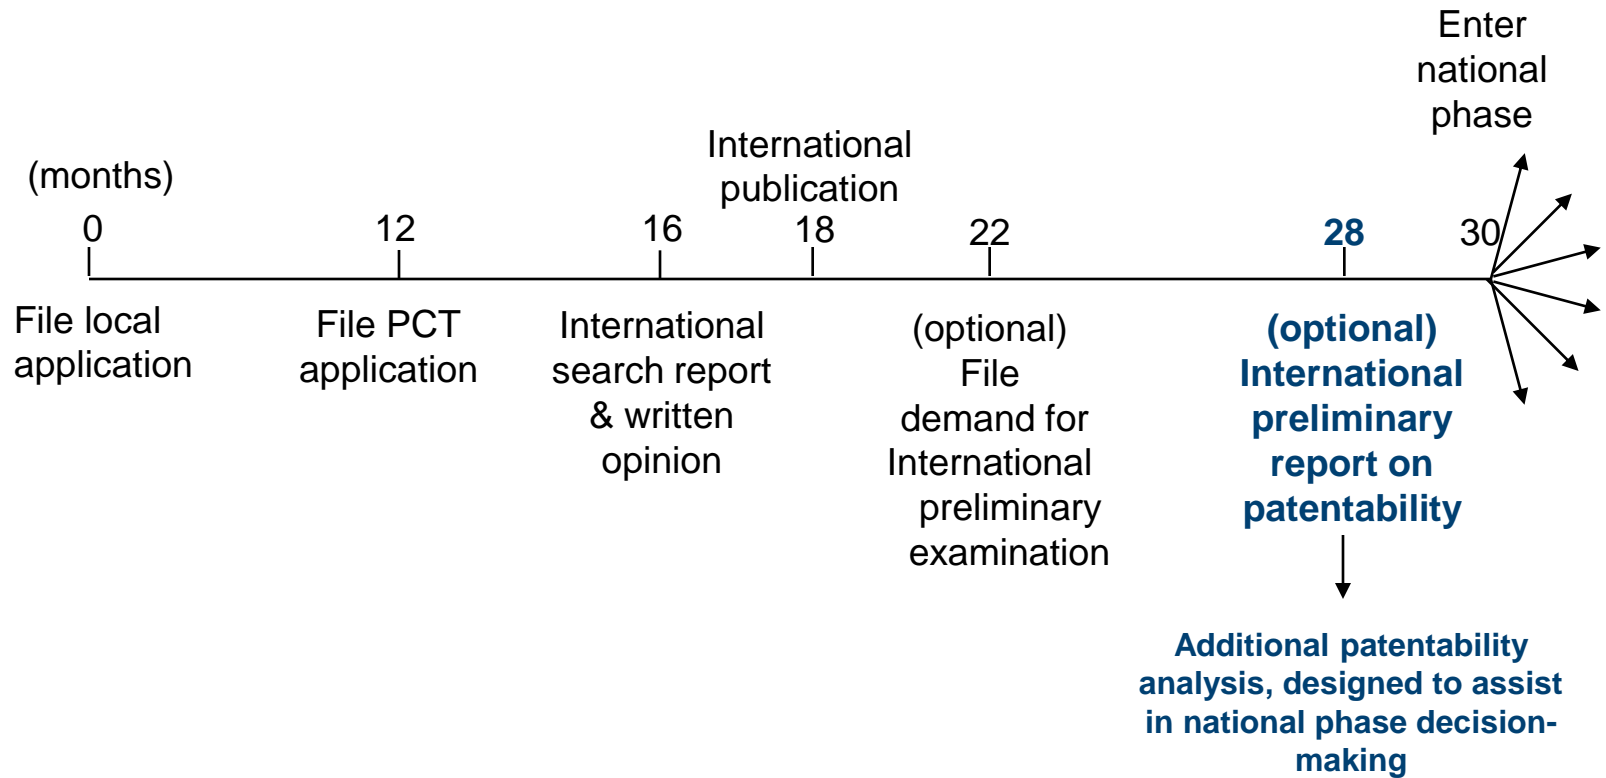 Enter
national
phase
International
publication
(months)
0
12
16
18
22
28
30
File local
application
File PCT
application
International
search report
& written
opinion
(optional)
File
demand for
International
preliminary
examination
(optional)
International
preliminary
report on
patentability
Additional patentability
analysis, designed to assist
in national phase decision-
making